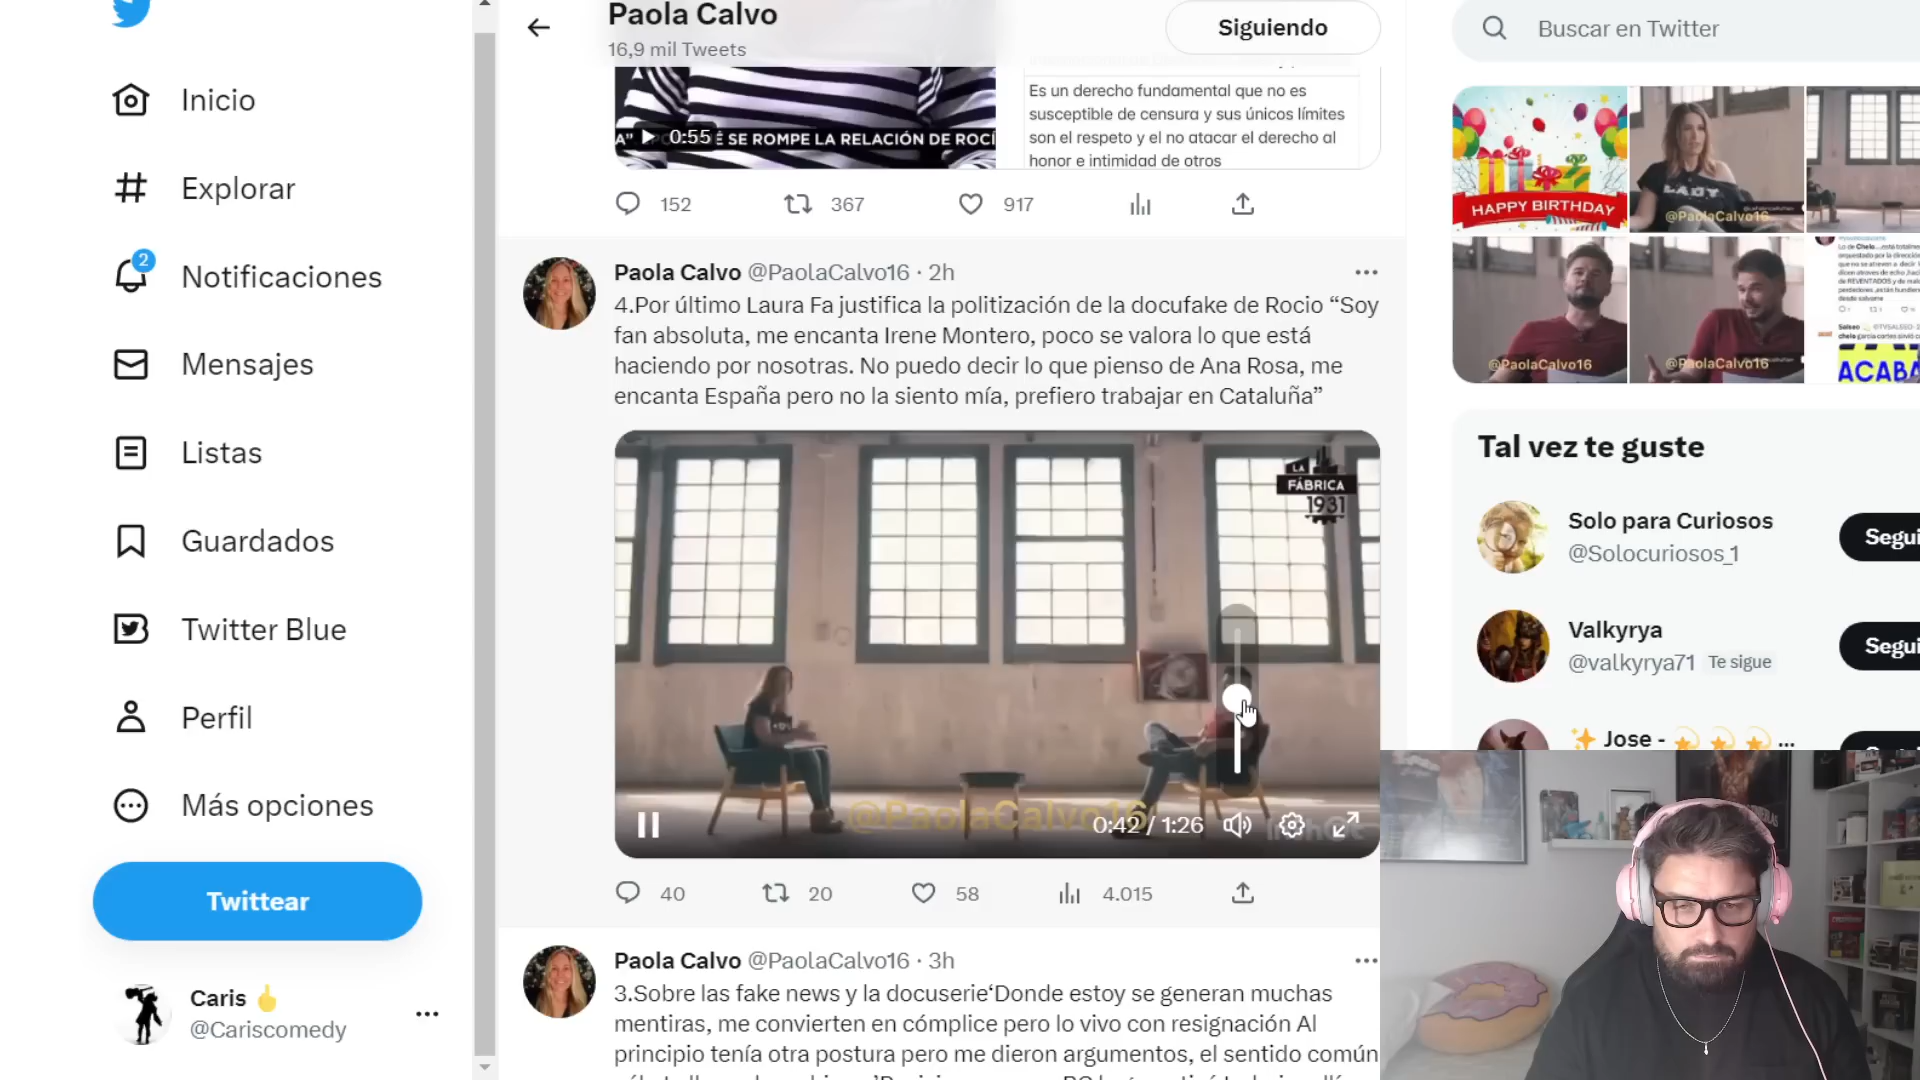 Paola Calvo
16,9 mil Tweets
Siguiendo
Buscar en Twitter
Inicio
Explorar
2
Notificaciones
Mensajes
Listas
Guardados
Twitter Blue
Perfil
Más opciones
Twittear
Caris
@Cariscomedy
0:55
É SE ROMPE LA RELACIÓN DE ROCÍ
Es un derecho fundamental que no es
susceptible de censura y sus únicos límites
son el respeto y el no atacar el derecho al
honor e intimidad de otros
152
367
917
Paola Calvo @PaolaCalvo16 · 2h
4.Por último Laura Fa justifica la politización de la docufake de Rocio “Soy
fan absoluta, me encanta Irene Montero, poco se valora lo que está
haciendo por nosotras. No puedo decir lo que pienso de Ana Rosa, me
encanta España pero no la siento mía, prefiero trabajar en Cataluña”
LA
FÁBRICA
1931
@PaolaCalvo16
0:42 / 1:26
40
20
58
4.015
Paola Calvo @PaolaCalvo16 · 3h
3.Sobre las fake news y la docuserie‘Donde estoy se generan muchas
mentiras, me convierten en cómplice pero lo vivo con resignación Al
principio tenía otra postura pero me dieron argumentos, el sentido común
HAPPY BIRTHDAY
LADY
@PaolaCalvo16
@PaolaCalvo16
@PaolaCalvo16
ACABA
Tal vez te guste
Solo para Curiosos
@Solocuriosos_1
Segui
Valkyrya
@valkyrya71 Te sigue
Segui
Jose - ...